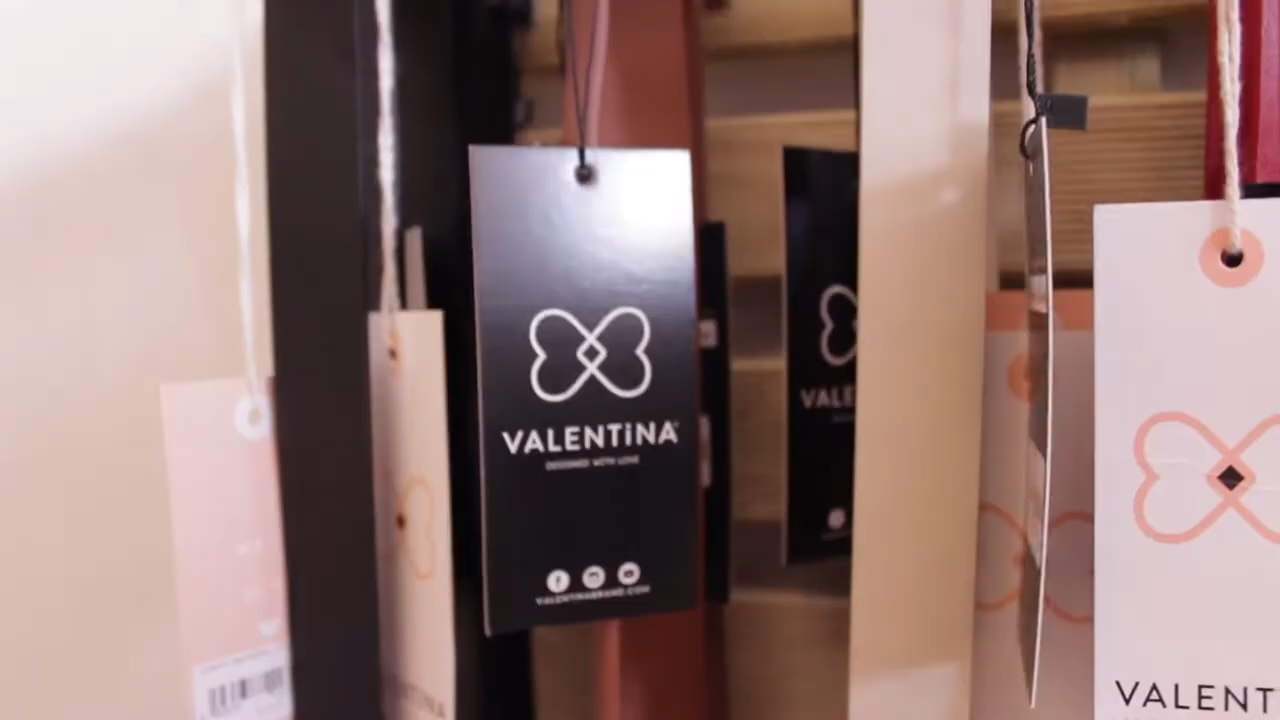 VALENTiNA
DESIGNED WITH LOVE
VALENTINABRAND.COM
VALE
VALENT